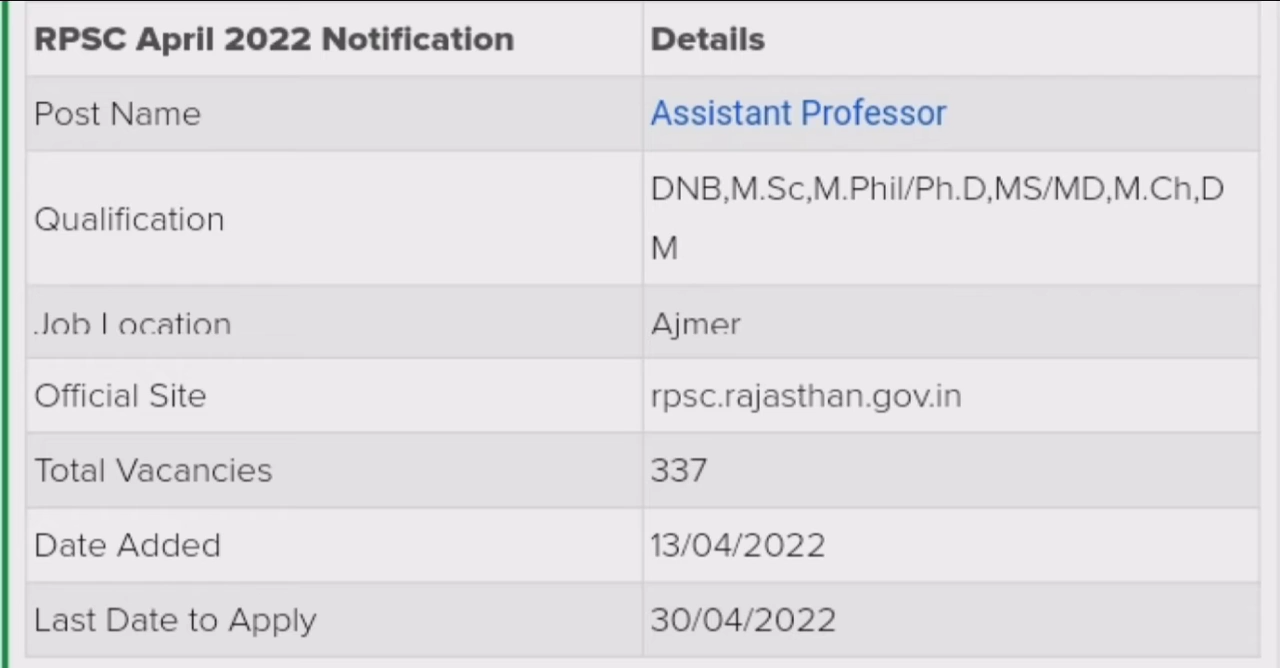 RPSC April 2022 Notification Details
Post Name Assistant Professor
Qualification DNB,M.Sc,M.Phil/Ph.D,MS/MD,M.Ch,D
M
Job Location Ajmer
Official Site rpsc.rajasthan.gov.in
Total Vacancies 337
Date Added 13/04/2022
Last Date to Apply 30/04/2022